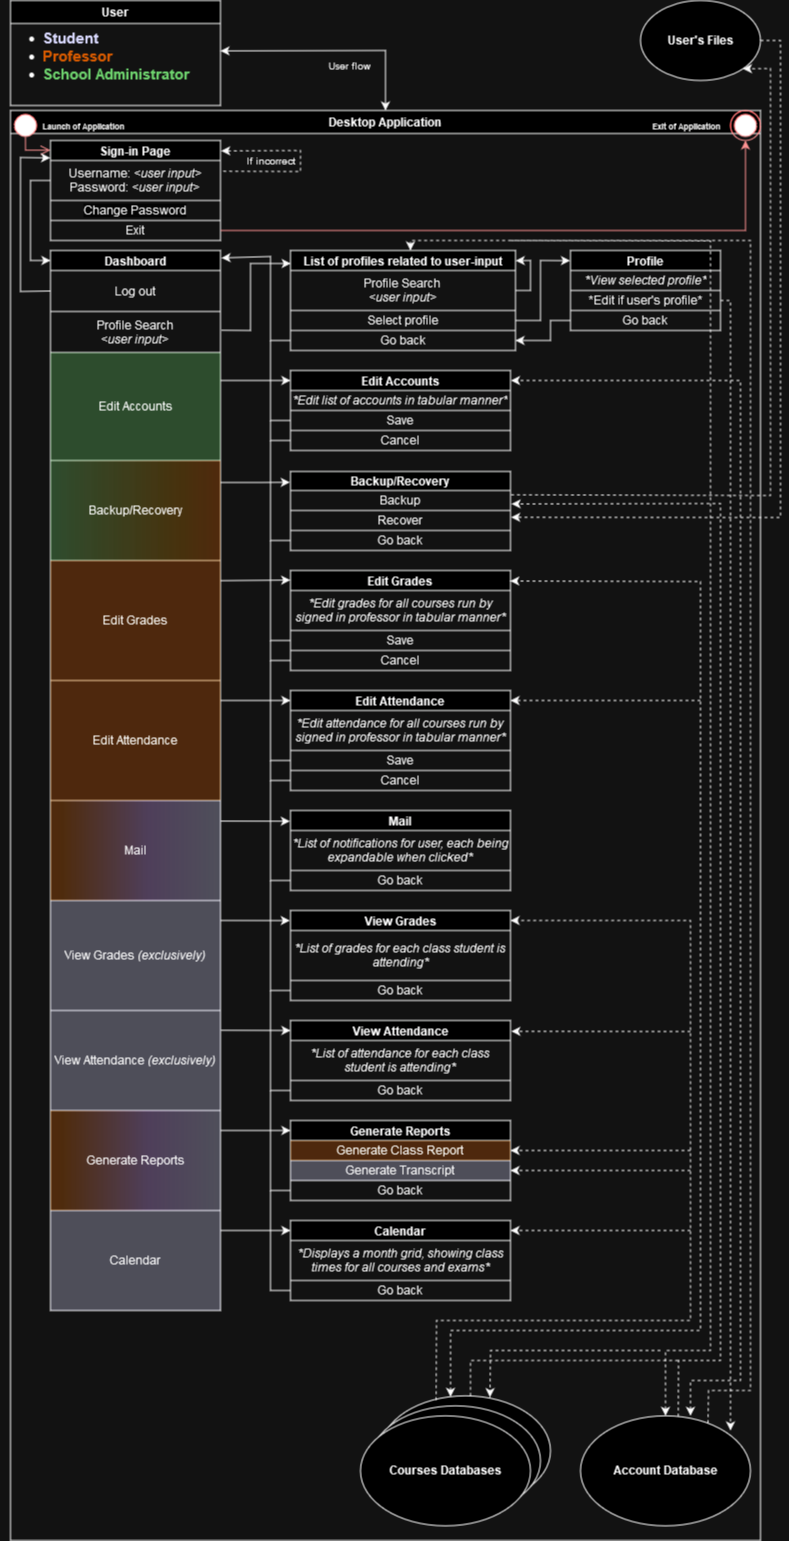 User
• Student
• Professor
• School Administrator
User's Files
User flow
Launch of Application
Desktop Application
Exit of Application
Sign-in Page
Username: <user input>
Password: <user input>
Change Password
Exit
If incorrect
Dashboard
Log out
Profile Search
<user input>
List of profiles related to user-input
Profile Search
<user input>
Select profile
Go back
Profile
*View selected profile*
*Edit if user's profile*
Go back
Edit Accounts
Edit Accounts
*Edit list of accounts in tabular manner*
Save
Cancel
Backup/Recovery
Backup/Recovery
Backup
Recover
Go back
Edit Grades
Edit Grades
*Edit grades for all courses run by
signed in professor in tabular manner*
Save
Cancel
Edit Attendance
Edit Attendance
*Edit attendance for all courses run by
signed in professor in tabular manner*
Save
Cancel
Mail
Mail
*List of notifications for user, each being
expandable when clicked*
Go back
View Grades (exclusively)
View Grades
*List of grades for each class student is
attending*
Go back
View Attendance (exclusively)
View Attendance
*List of attendance for each class
student is attending*
Go back
Generate Reports
Generate Reports
Generate Class Report
Generate Transcript
Go back
Calendar
Calendar
*Displays a month grid, showing class
times for all courses and exams*
Go back
Courses Databases
Account Database